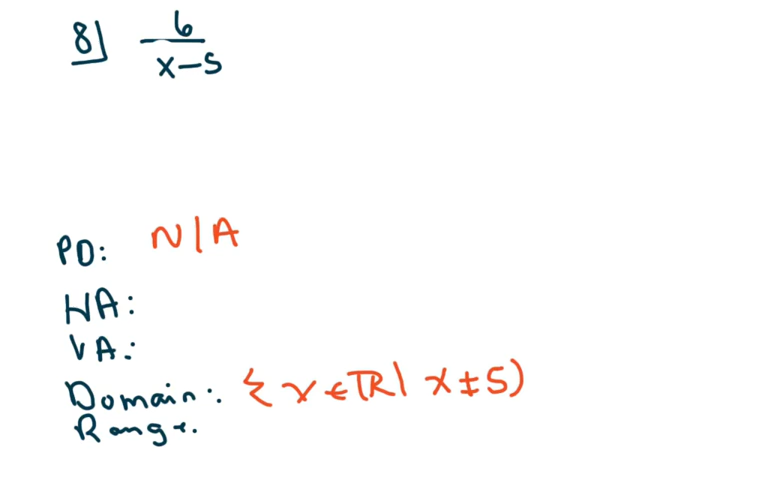 8) 6
x-5
PD: N/A
HA:
VA:
Domain: {x∈ℝ| x≠5)
Range: